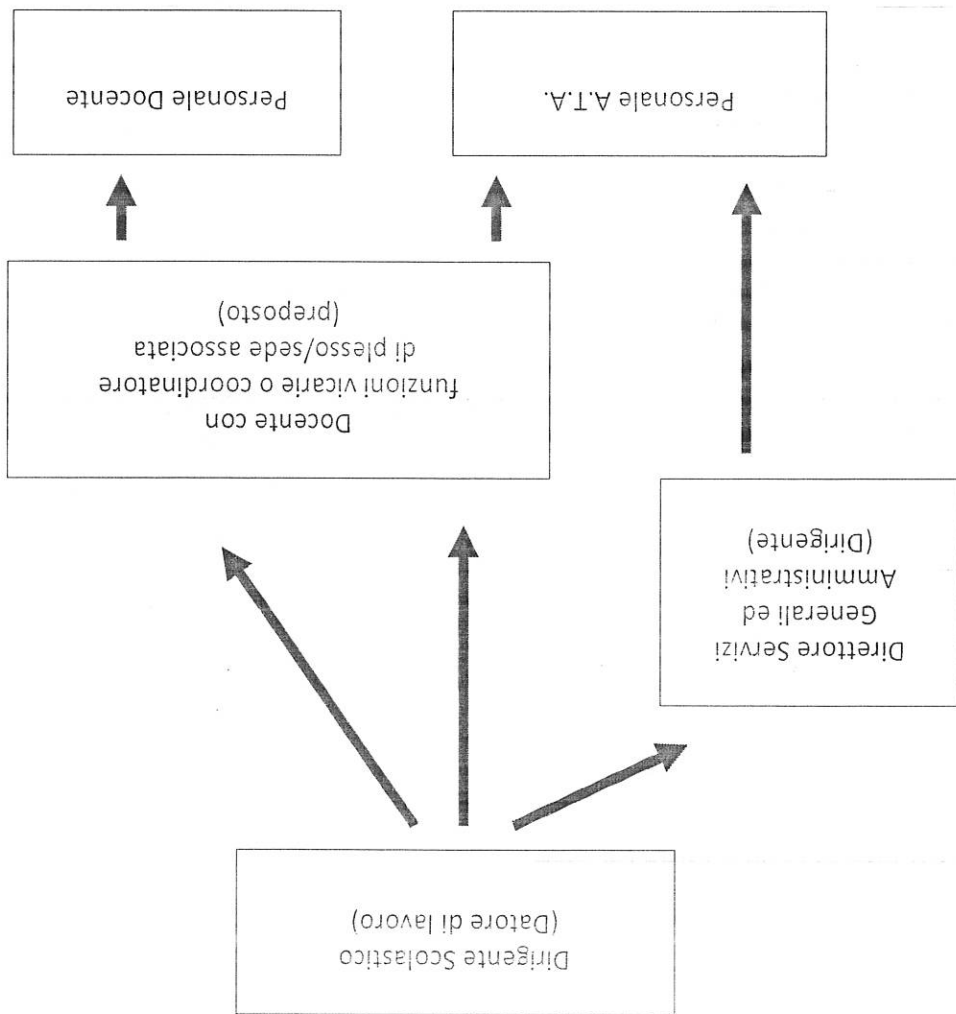 Dirigente Scolastico
(Datore di lavoro)
Direttore Servizi
Generali ed
Amministrativi
(Dirigente)
Docente con
funzioni vicarie o coordinatore
di plesso/sede associata
(preposto)
Personale A.T.A.
Personale Docente